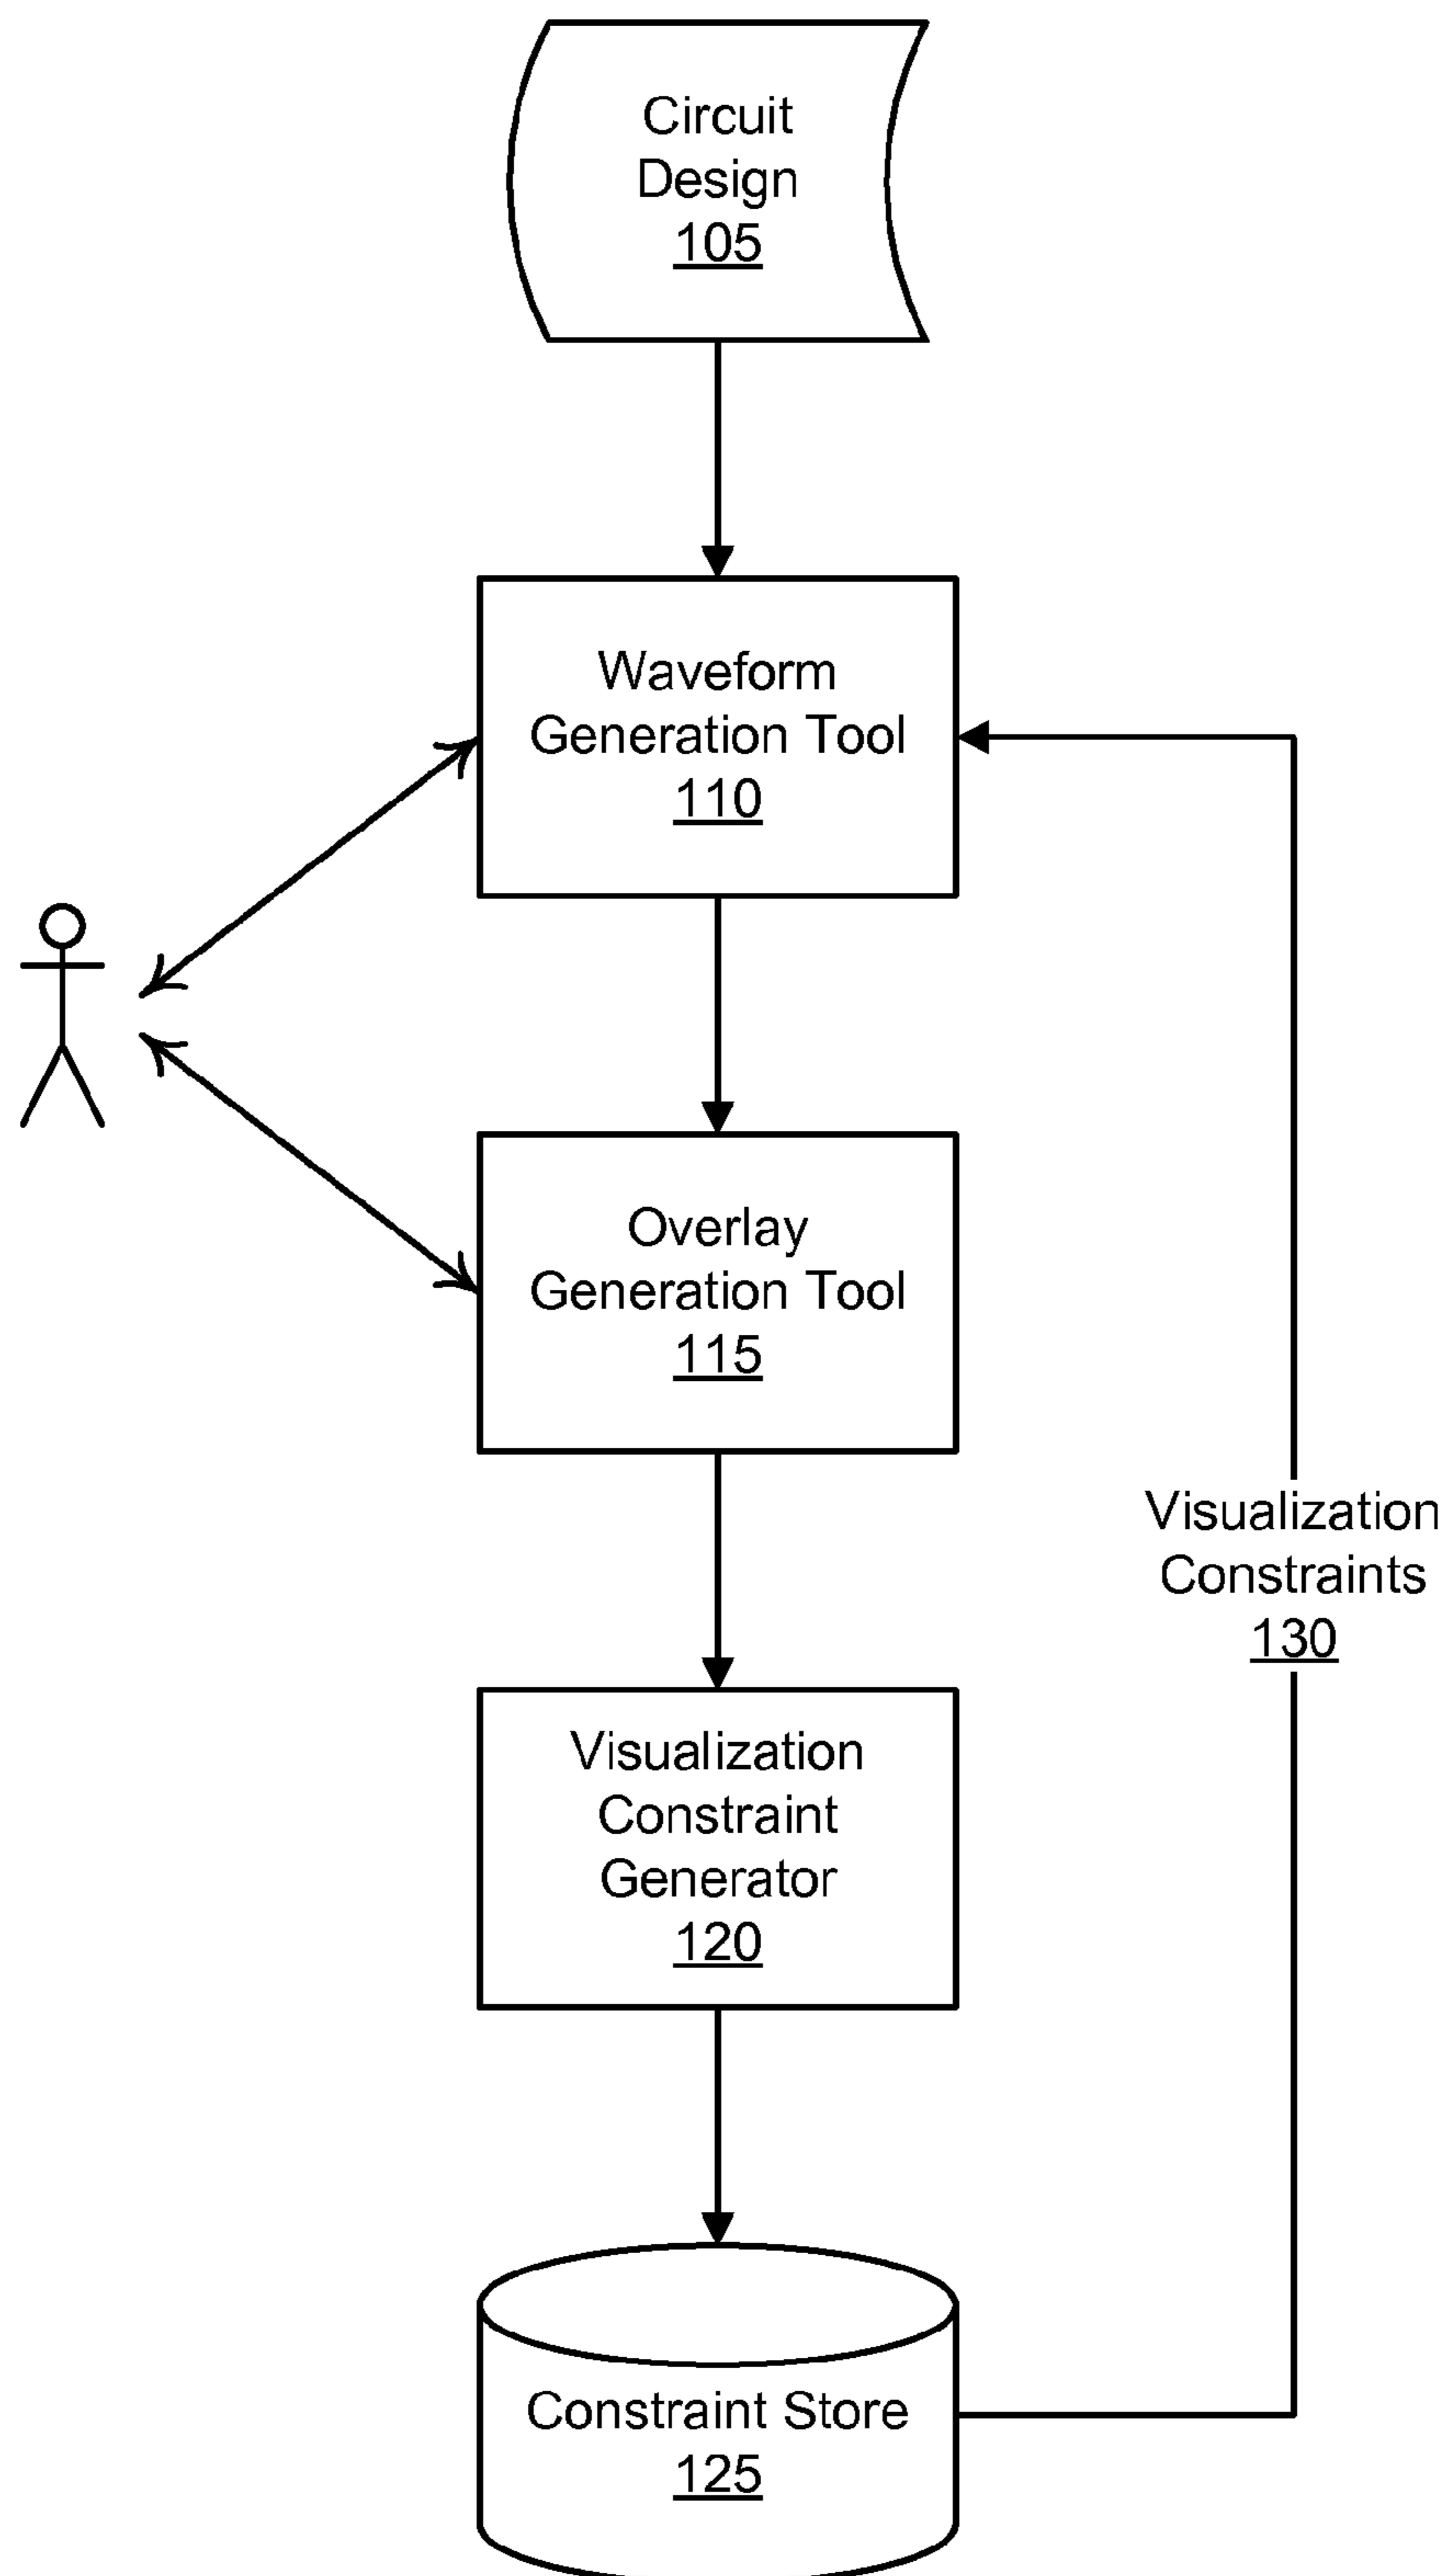 Circuit
Design
105
Waveform
Generation Tool
110
Overlay
Generation Tool
115
Visualization
Constraints
130
Visualization
Constraint
Generator
120
Constraint Store
125